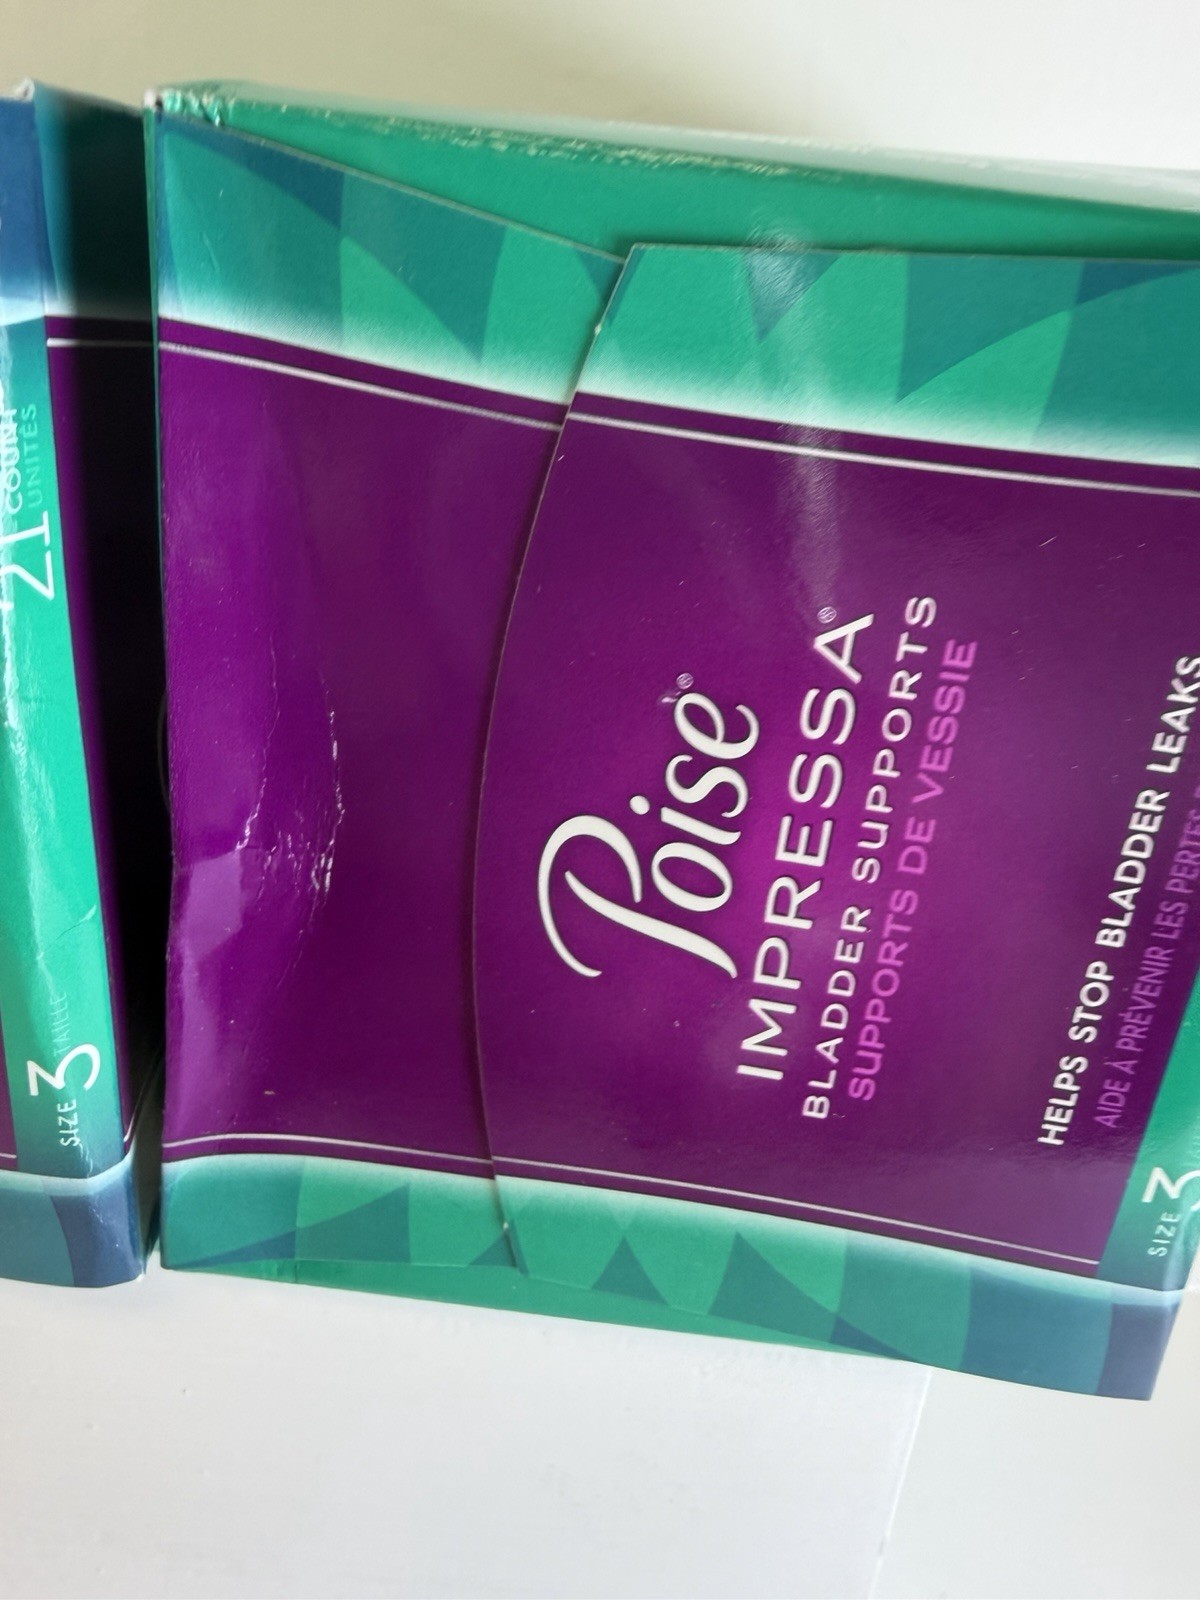 21 COUNT
UNITÉS
SIZE 3 TAILLE
Poise®
IMPRESSA®
BLADDER SUPPORTS
SUPPORTS DE VESSIE
HELPS STOP BLADDER LEAKS
AIDE À PRÉVENIR LES PERTES
SIZE 3